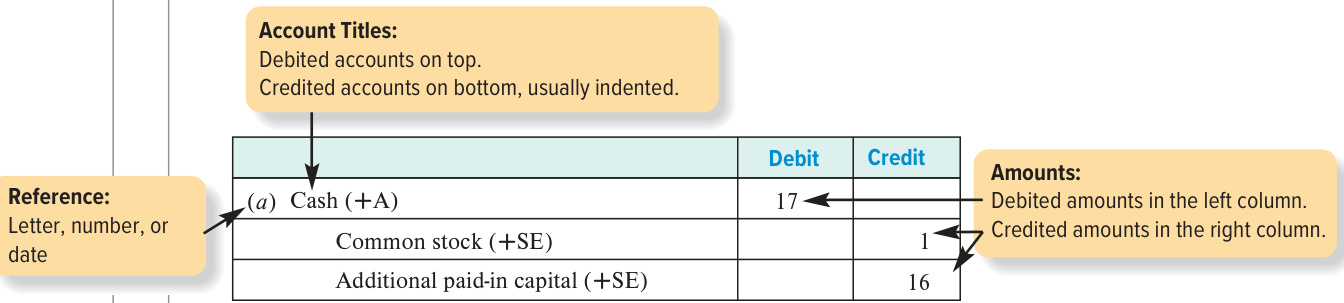 Account Titles:
Debited accounts on top.
Credited accounts on bottom, usually indented.
Debit Credit
Reference:
Letter, number, or
date
(a) Cash (+A) 17
Common stock (+SE) 1
Additional paid-in capital (+SE) 16
Amounts:
Debited amounts in the left column.
Credited amounts in the right column.